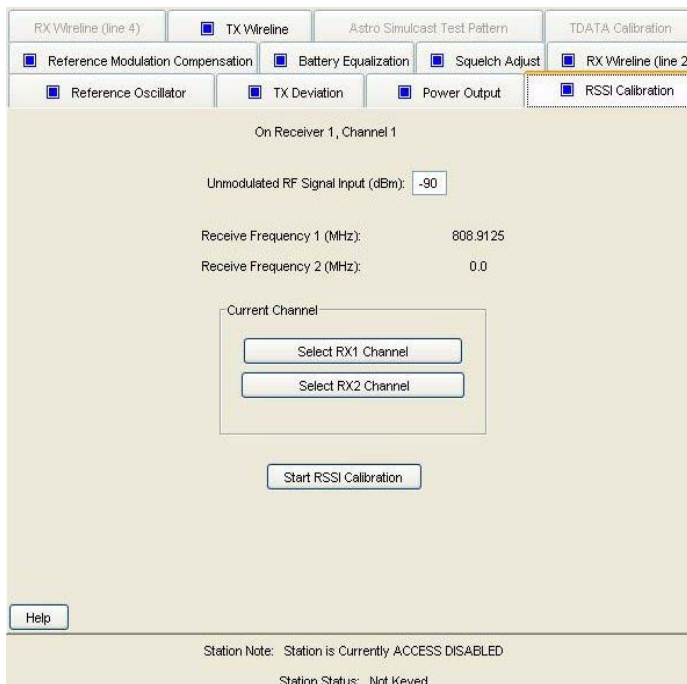 RX Wireline (line 4) TX Wireline Astro Simulcast Test Pattern TDATA Calibration
Reference Modulation Compensation Battery Equalization Squelch Adjust RX Wireline (line 2
Reference Oscillator TX Deviation Power Output RSSI Calibration
On Receiver 1, Channel 1
Unmodulated RF Signal Input (dBm): -90
Receive Frequency 1 (MHz): 808.9125
Receive Frequency 2 (MHz): 0.0
Current Channel
Select RX1 Channel
Select RX2 Channel
Start RSSI Calibration
Help
Station Note: Station is Currently ACCESS DISABLED
Station Status: Not Keyed